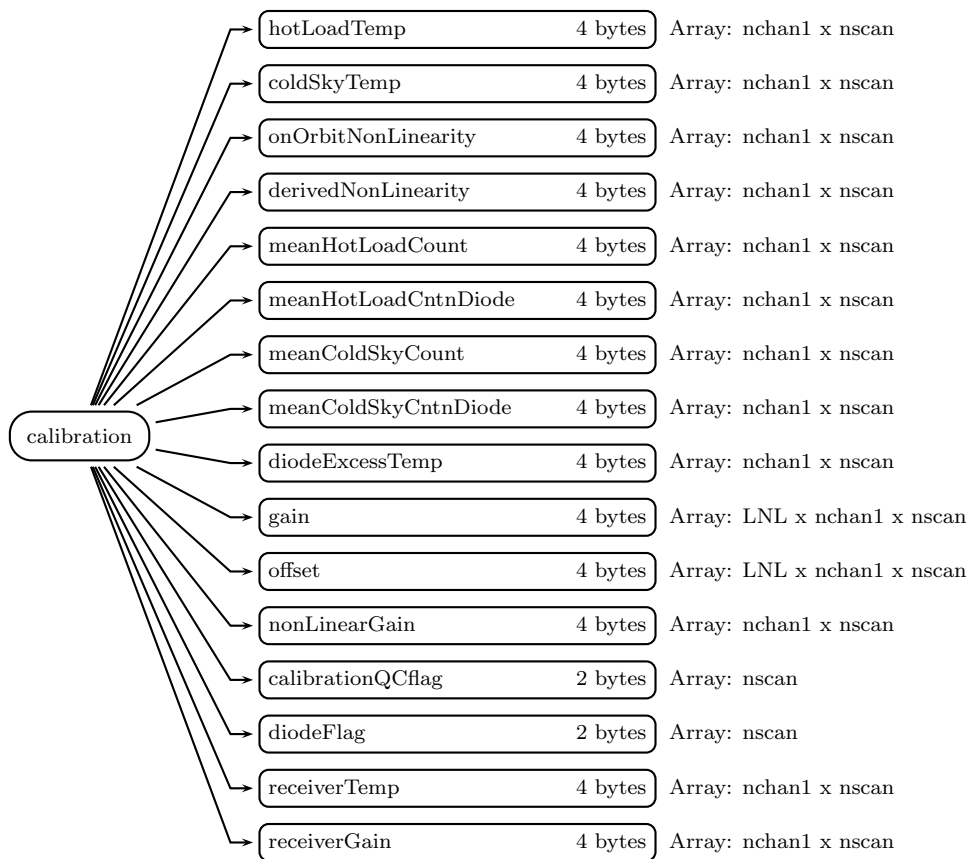 hotLoadTemp 4 bytes Array: nchan1 x nscan
coldSkyTemp 4 bytes Array: nchan1 x nscan
onOrbitNonLinearity 4 bytes Array: nchan1 x nscan
derivedNonLinearity 4 bytes Array: nchan1 x nscan
meanHotLoadCount 4 bytes Array: nchan1 x nscan
meanHotLoadCntnDiode 4 bytes Array: nchan1 x nscan
meanColdSkyCount 4 bytes Array: nchan1 x nscan
meanColdSkyCntnDiode 4 bytes Array: nchan1 x nscan
calibration
diodeExcessTemp 4 bytes Array: nchan1 x nscan
gain 4 bytes Array: LNL x nchan1 x nscan
offset 4 bytes Array: LNL x nchan1 x nscan
nonLinearGain 4 bytes Array: nchan1 x nscan
calibrationQCflag 2 bytes Array: nscan
diodeFlag 2 bytes Array: nscan
receiverTemp 4 bytes Array: nchan1 x nscan
receiverGain 4 bytes Array: nchan1 x nscan